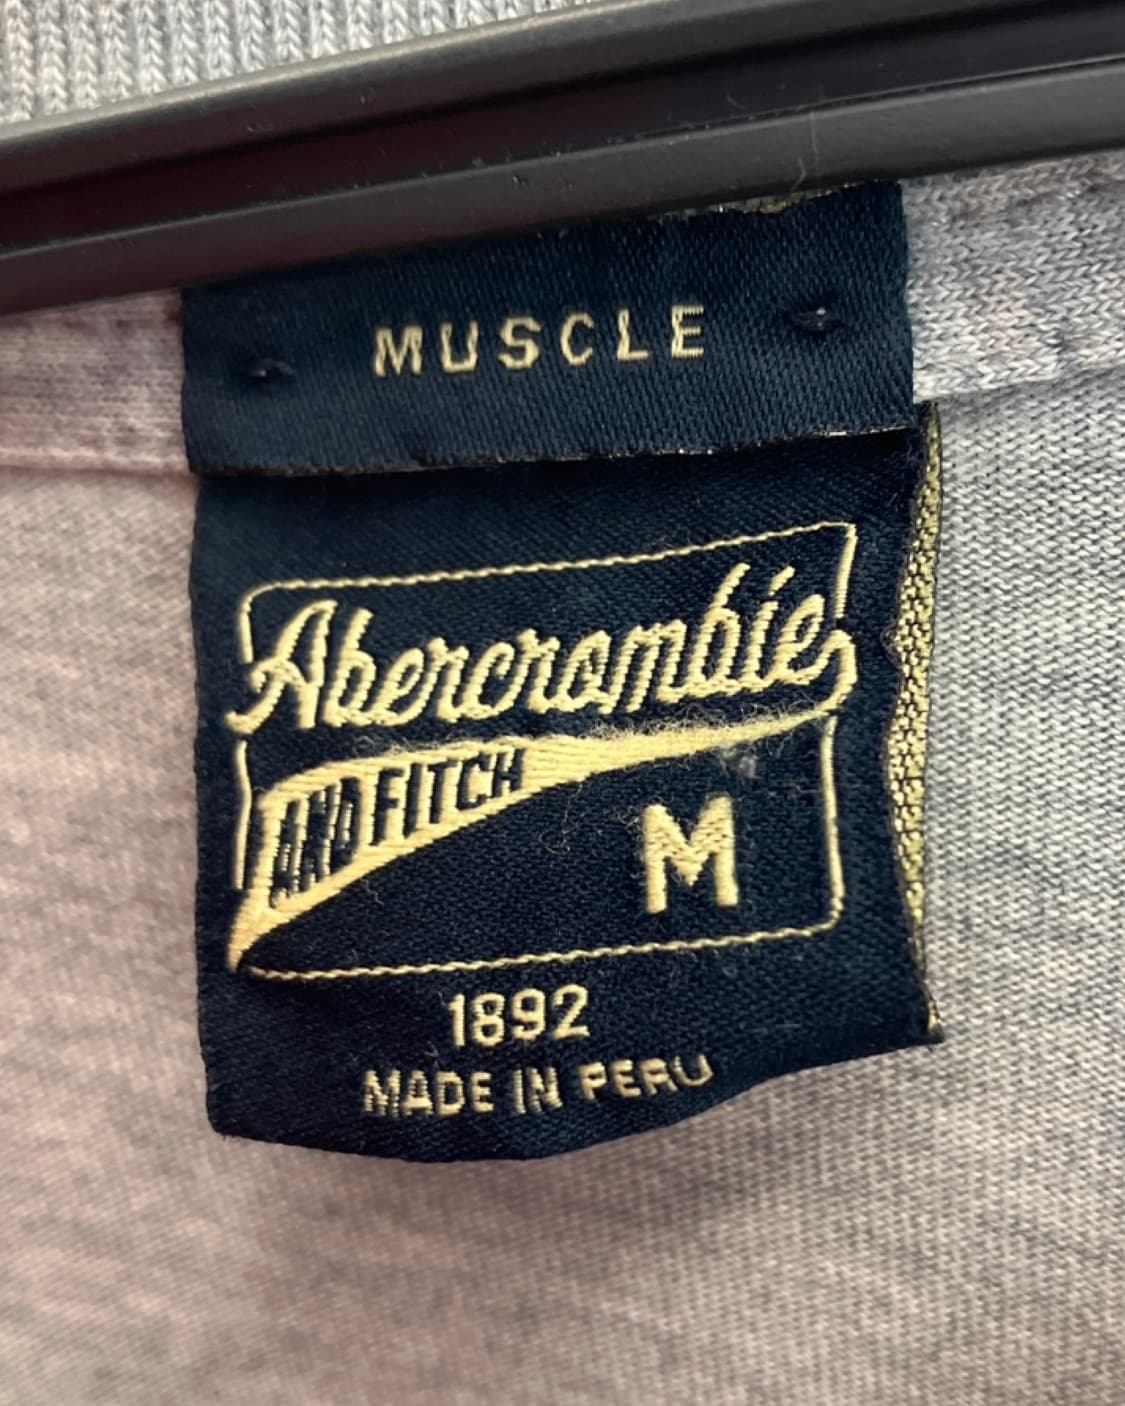 MUSCLE
Abercrombie
AND FITCH
M
1892
MADE IN PERU